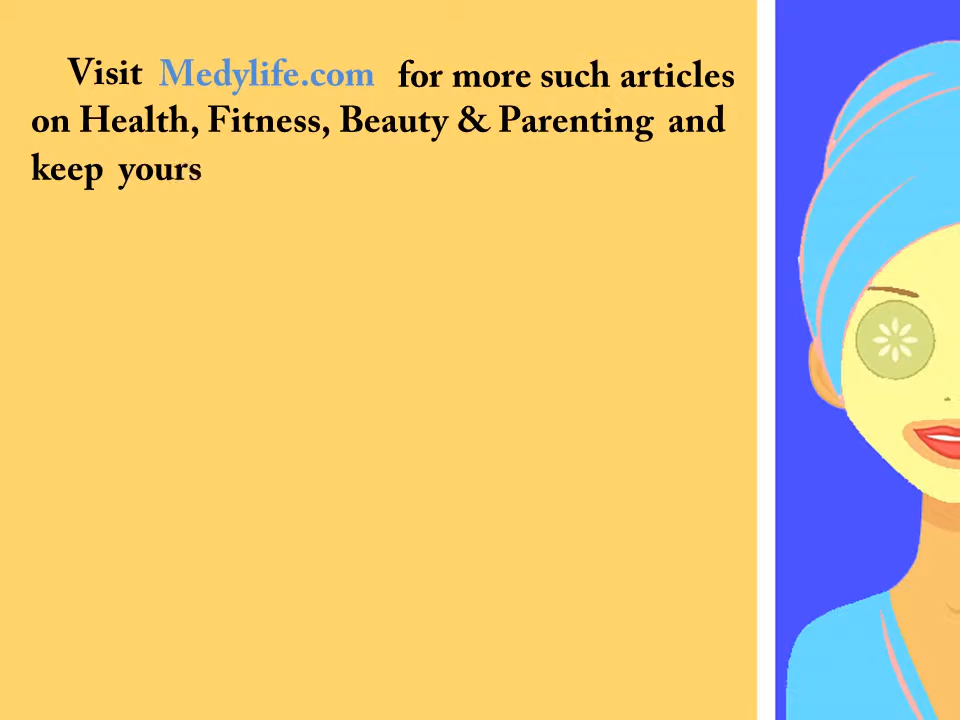 Visit Medylife.com for more such articles
on Health, Fitness, Beauty & Parenting and
keep yours